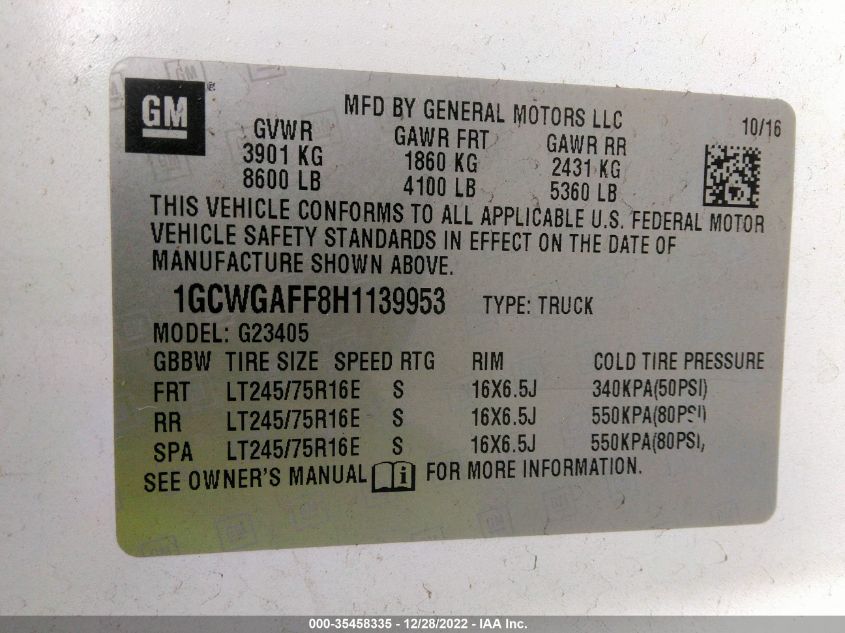 GM
MFD BY GENERAL MOTORS LLC
10/16
GVWR GAWR FRT GAWR RR
3901 KG 1860 KG 2431 KG
8600 LB 4100 LB 5360 LB
THIS VEHICLE CONFORMS TO ALL APPLICABLE U.S. FEDERAL MOTOR
VEHICLE SAFETY STANDARDS IN EFFECT ON THE DATE OF
MANUFACTURE SHOWN ABOVE.
1GCWGAFF8H1139953 TYPE: TRUCK
MODEL: G23405
GBBW TIRE SIZE SPEED RTG RIM COLD TIRE PRESSURE
FRT LT245/75R16E S 16X6.5J 340KPA(50PSI)
RR LT245/75R16E S 16X6.5J 550KPA(80PSI)
SPA LT245/75R16E S 16X6.5J 550KPA(80PSI,
SEE OWNER'S MANUAL i FOR MORE INFORMATION.
000-35458335 - 12/28/2022 - IAA Inc.